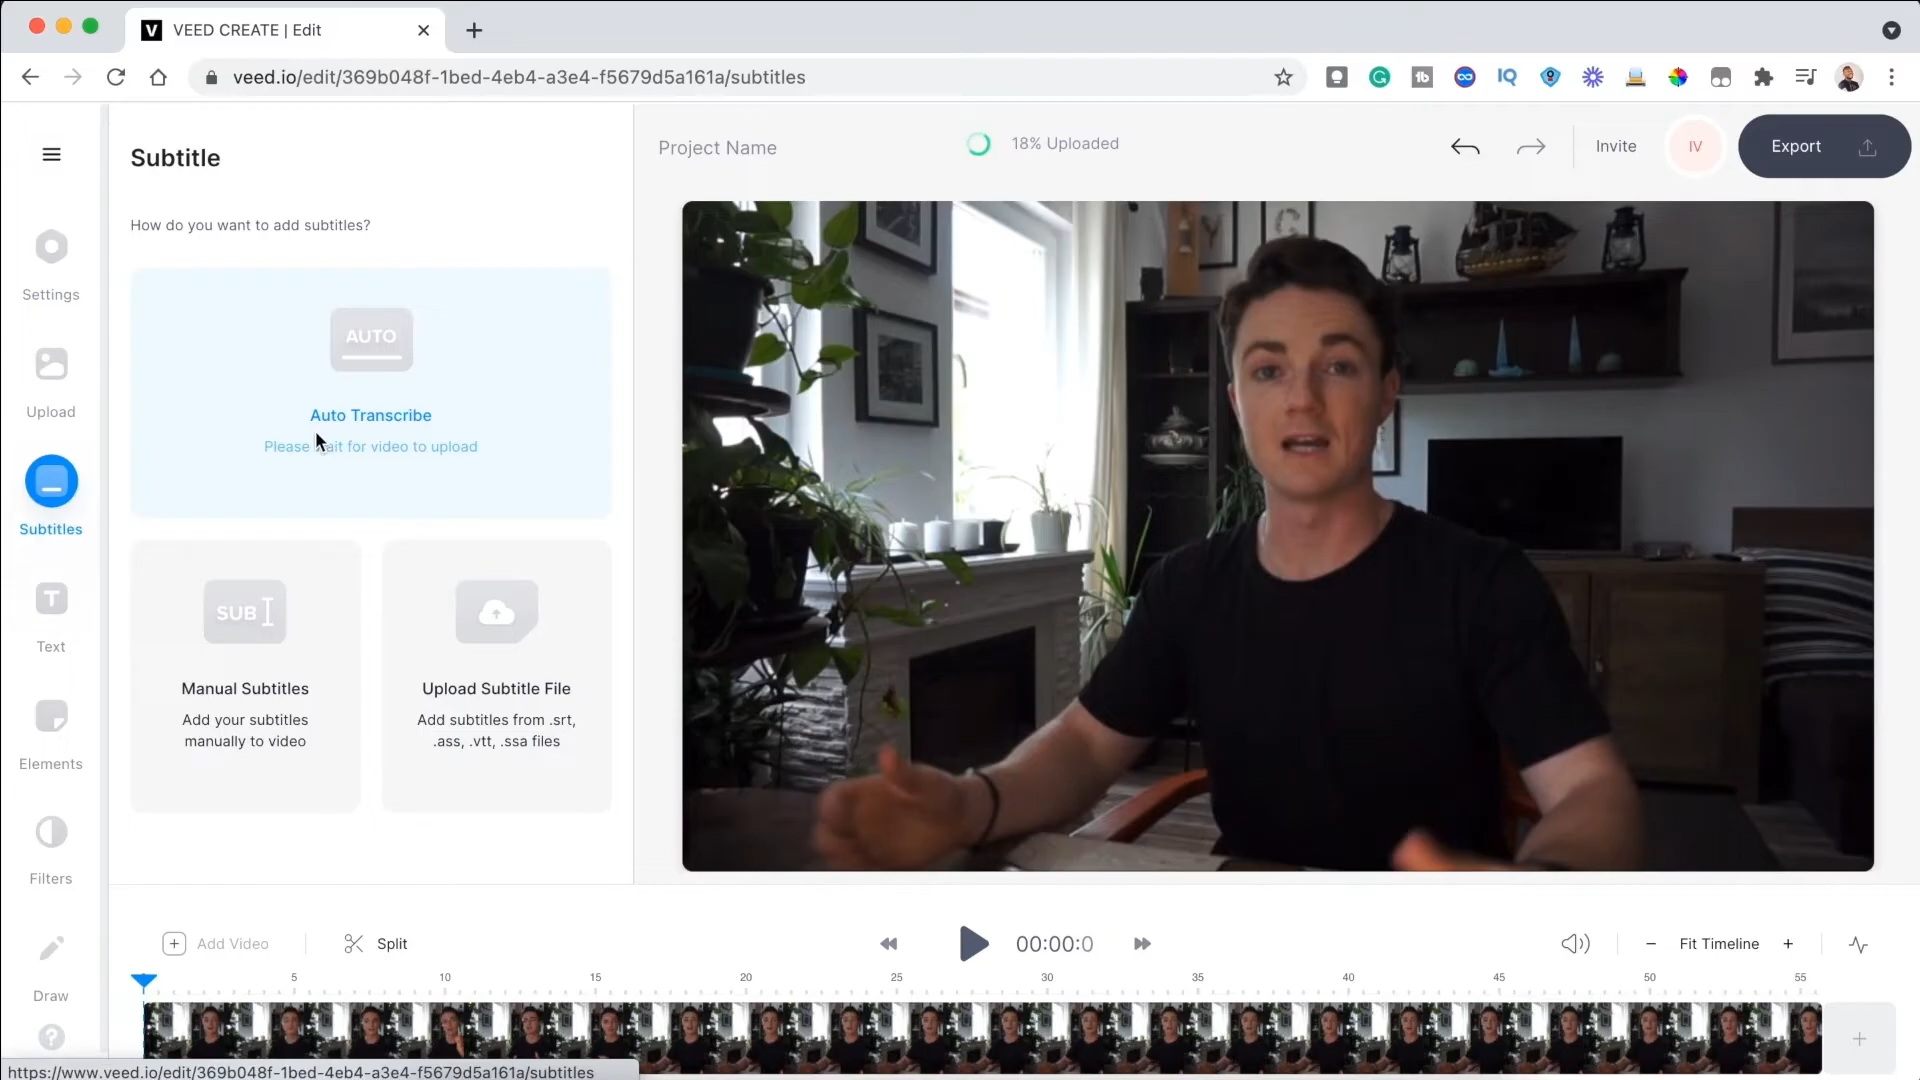 VEED CREATE | Edit
veed.io/edit/369b048f-1bed-4eb4-a3e4-f5679d5a161a/subtitles
Subtitle
Project Name
18% Uploaded
Invite
IV
Export
How do you want to add subtitles?
AUTO
Auto Transcribe
Please wait for video to upload
SUB
Manual Subtitles
Add your subtitles
manually to video
Upload Subtitle File
Add subtitles from .srt,
.ass, .vtt, .ssa files
Settings
Upload
Subtitles
T
Text
Elements
Filters
Draw
Add Video
Split
00:00:0
Fit Timeline
5 10 15 20 25 30 35 40 45 50 55
https://www.veed.io/edit/369b048f-1bed-4eb4-a3e4-f5679d5a161a/subtitles